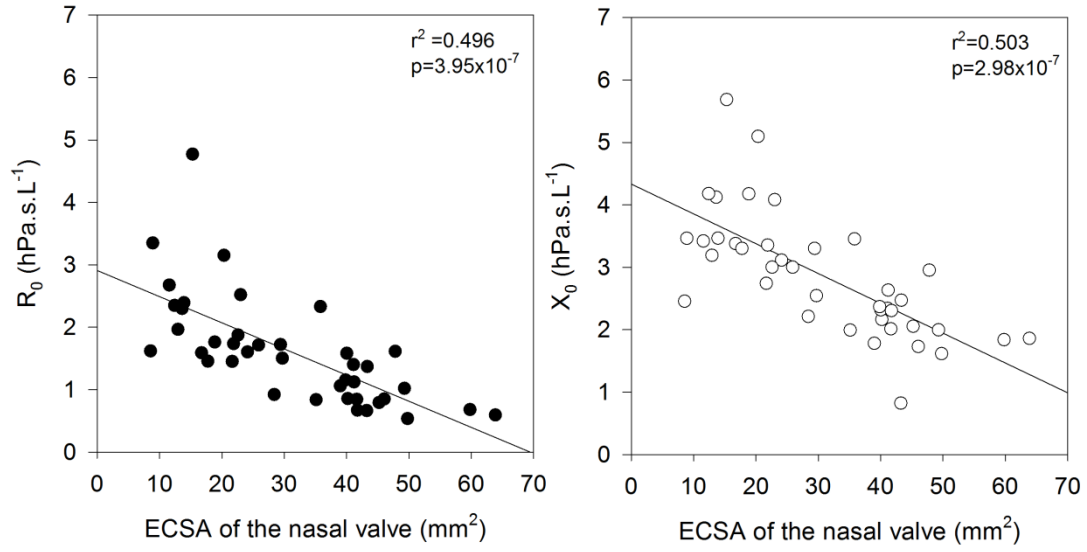 7
6
5
4
3
2
1
0
R₀ (hPa.s.L⁻¹)
r² =0.496
p=3.95x10⁻⁷
0 10 20 30 40 50 60 70
ECSA of the nasal valve (mm²)
7
6
5
4
3
2
1
0
X₀ (hPa.s.L⁻¹)
r²=0.503
p=2.98x10⁻⁷
0 10 20 30 40 50 60 70
ECSA of the nasal valve (mm²)